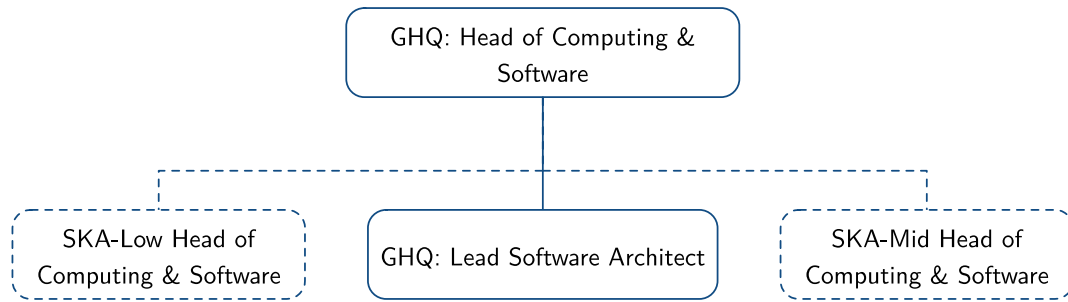 GHQ: Head of Computing &
Software
SKA-Low Head of
Computing & Software
GHQ: Lead Software Architect
SKA-Mid Head of
Computing & Software